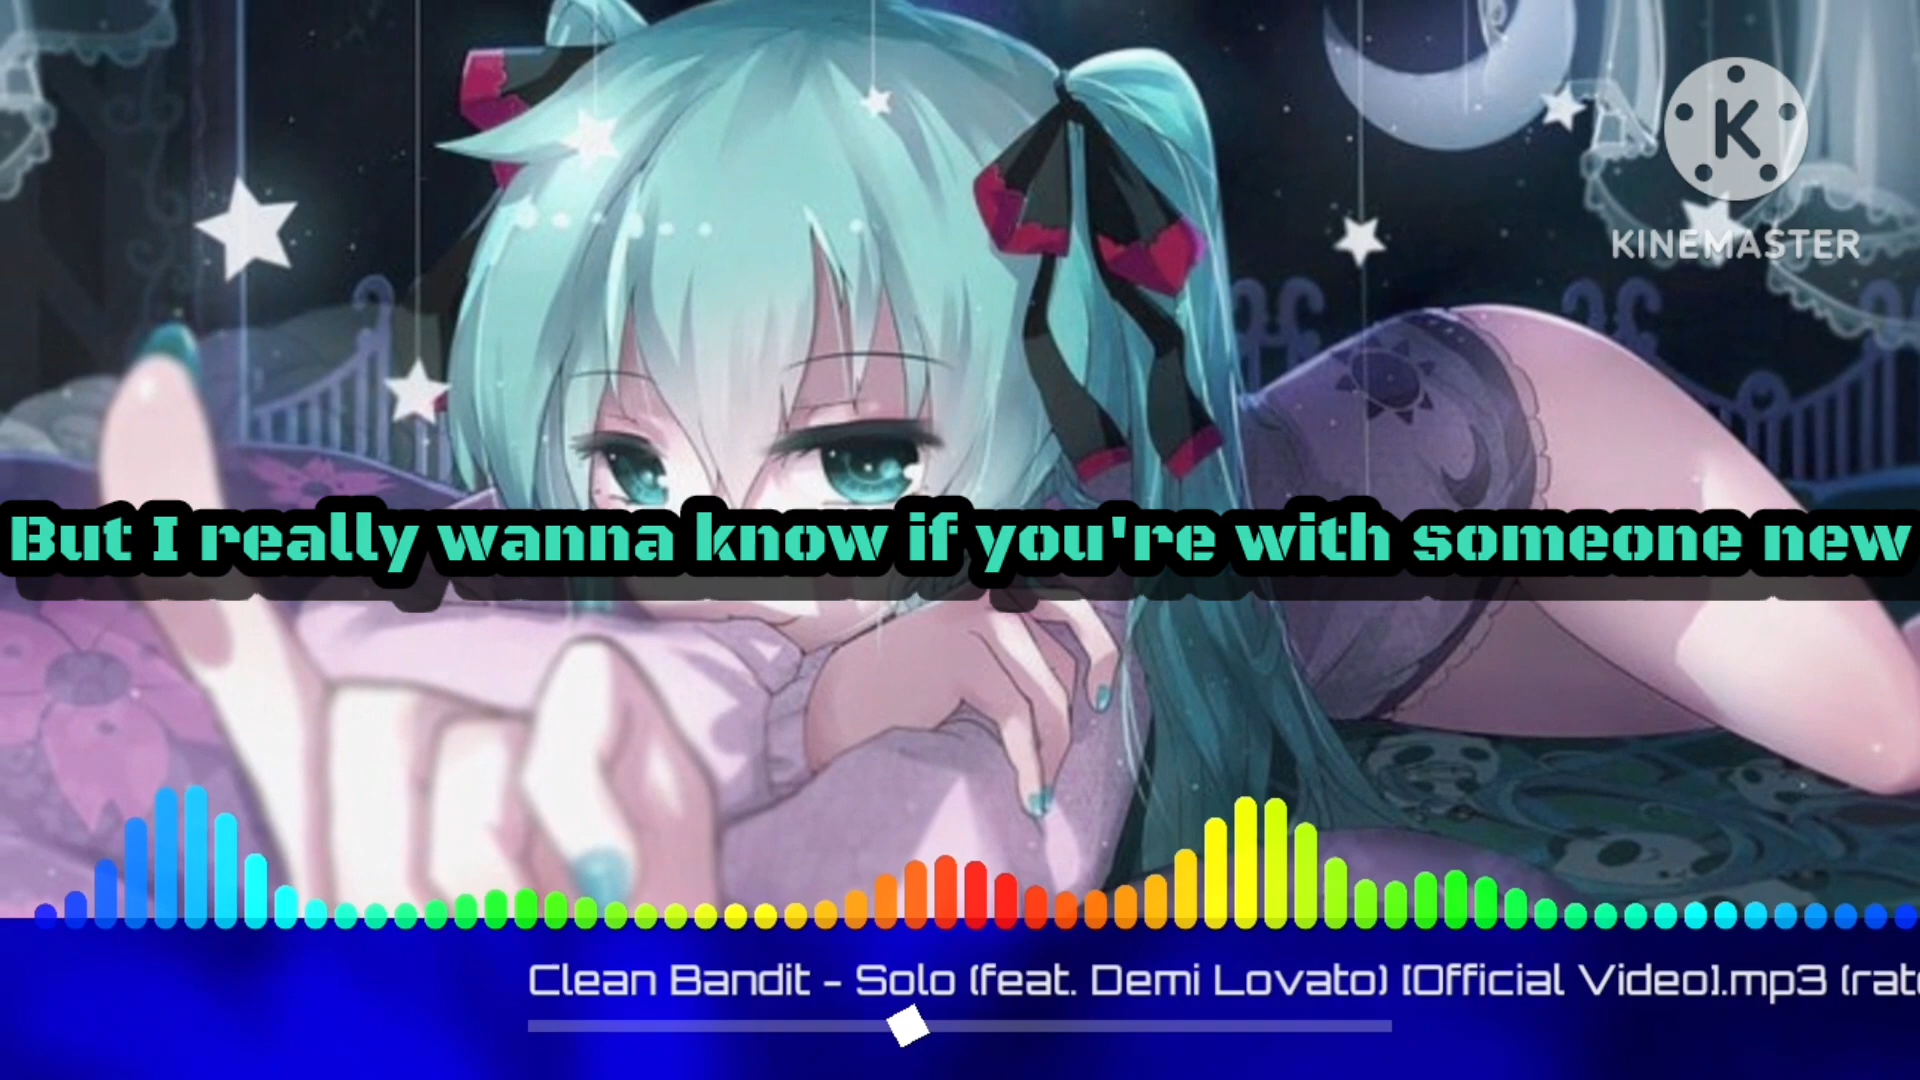 K
KINEMASTER
But I really wanna know if you're with someone new
Clean Bandit - Solo (feat. Demi Lovato) [Official Video].mp3 (rat